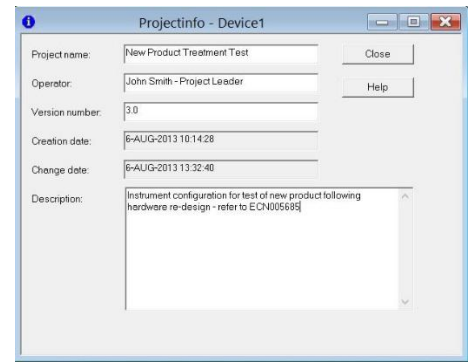 Projectinfo - Device1
Project name: New Product Treatment Test Close
Operator: John Smith - Project Leader Help
Version number: 3.0
Creation date: 6-AUG-2013 10:14:28
Change date: 6-AUG-2013 13:32:40
Description: Instrument configuration for test of new product following
hardware re-design - refer to ECN005685